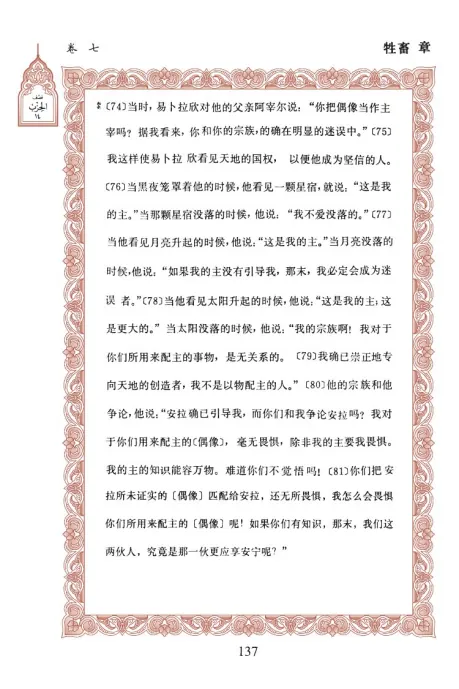 卷 七
牲畜 章
نصف
الحزب
١٤
〔74〕当时,易卜拉欣对他的父亲阿宰尔说:“你把偶像当作主
宰吗?据我看来,你和你的宗族,的确在明显的迷误中。”〔75〕
我这样使易卜拉 欣看见天地的国权, 以便他成为坚信的人。
〔76〕当黑夜笼罩着他的时候,他看见一颗星宿,就说:“这是我
的主。”当那颗星宿没落的时候,他说:“我不爱没落的。”〔77〕
当他看见月亮升起的时候,他说:“这是我的主。”当月亮没落的
时候,他说:“如果我的主没有引导我,那末,我必定会成为迷
误 者。”〔78〕当他看见太阳升起的时候,他说:“这是我的主;这
是更大的。” 当太阳没落的时候,他说:“我的宗族啊! 我对于
你们所用来配主的事物, 是无关系的。 〔79〕我确已崇正地专
向天地的创造者,我不是以物配主的人。”〔80〕他的宗族和他
争论,他说:“安拉确已引导我,而你们和我争论安拉吗?我对
于你们用来配主的〔偶像〕, 毫无畏惧,除非我的主要我畏惧。
我的主的知识能容万物。难道你们不觉悟吗!〔81〕你们把 安
拉所未证实的〔偶像〕匹配给安拉,还无所畏惧,我怎么会畏惧
你们所用来配主的〔偶像〕呢!如果你们有知识,那末,我们这
两伙人,究竟是那一伙更应享安宁呢?”
137